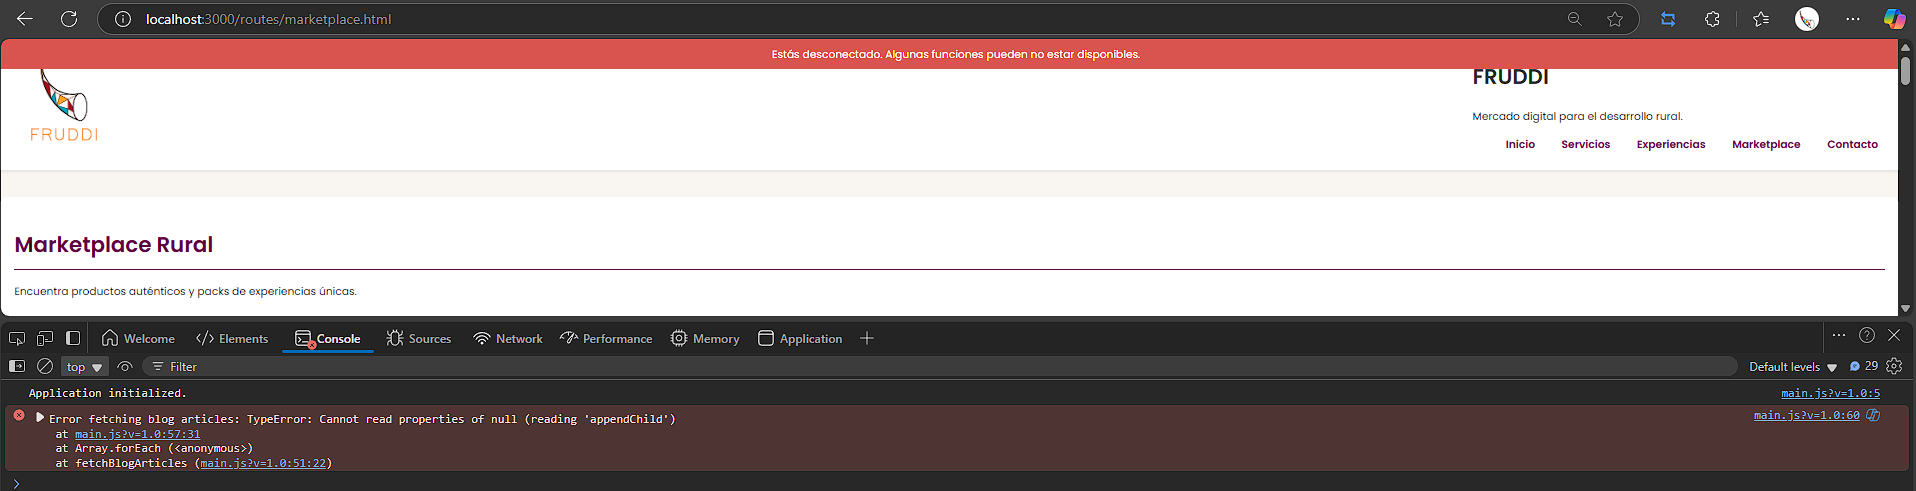 localhost:3000/routes/marketplace.html
Estás desconectado. Algunas funciones pueden no estar disponibles.
FRUDDI
FRUDDI
Mercado digital para el desarrollo rural.
Inicio Servicios Experiencias Marketplace Contacto
Marketplace Rural
Encuentra productos auténticos y packs de experiencias únicas.
Welcome Elements Console Sources Network Performance Memory Application
top Filter Default levels 29
Application initialized. main.js?v=1.0:5
Error fetching blog articles: TypeError: Cannot read properties of null (reading 'appendChild') main.js?v=1.0:60
at main.js?v=1.0:57:31
at Array.forEach (<anonymous>)
at fetchBlogArticles (main.js?v=1.0:51:22)